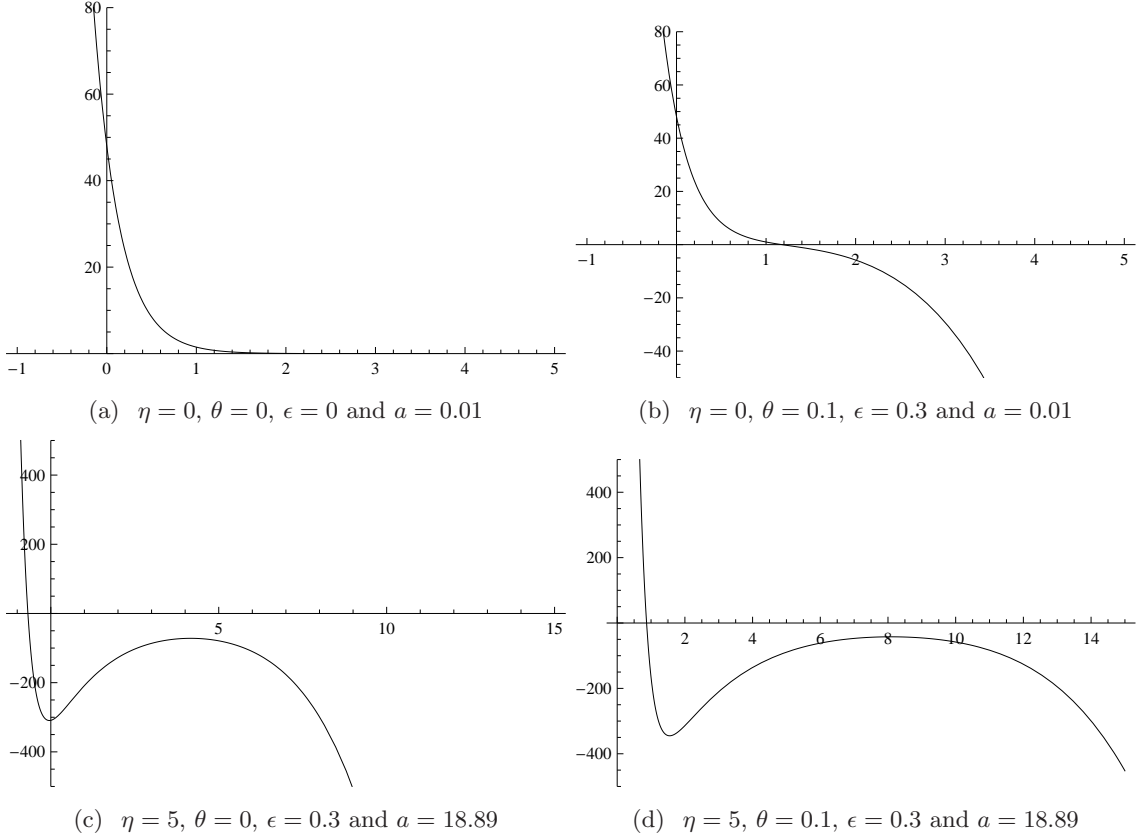 80
60
40
20
−1 0 1 2 3 4 5
(a) η = 0, θ = 0, ϵ = 0 and a = 0.01
80
60
40
20
−1 1 2 3 4 5
−20
−40
(b) η = 0, θ = 0.1, ϵ = 0.3 and a = 0.01
400
200
5 10 15
−200
−400
(c) η = 5, θ = 0, ϵ = 0.3 and a = 18.89
400
200
2 4 6 8 10 12 14
−200
−400
(d) η = 5, θ = 0.1, ϵ = 0.3 and a = 18.89